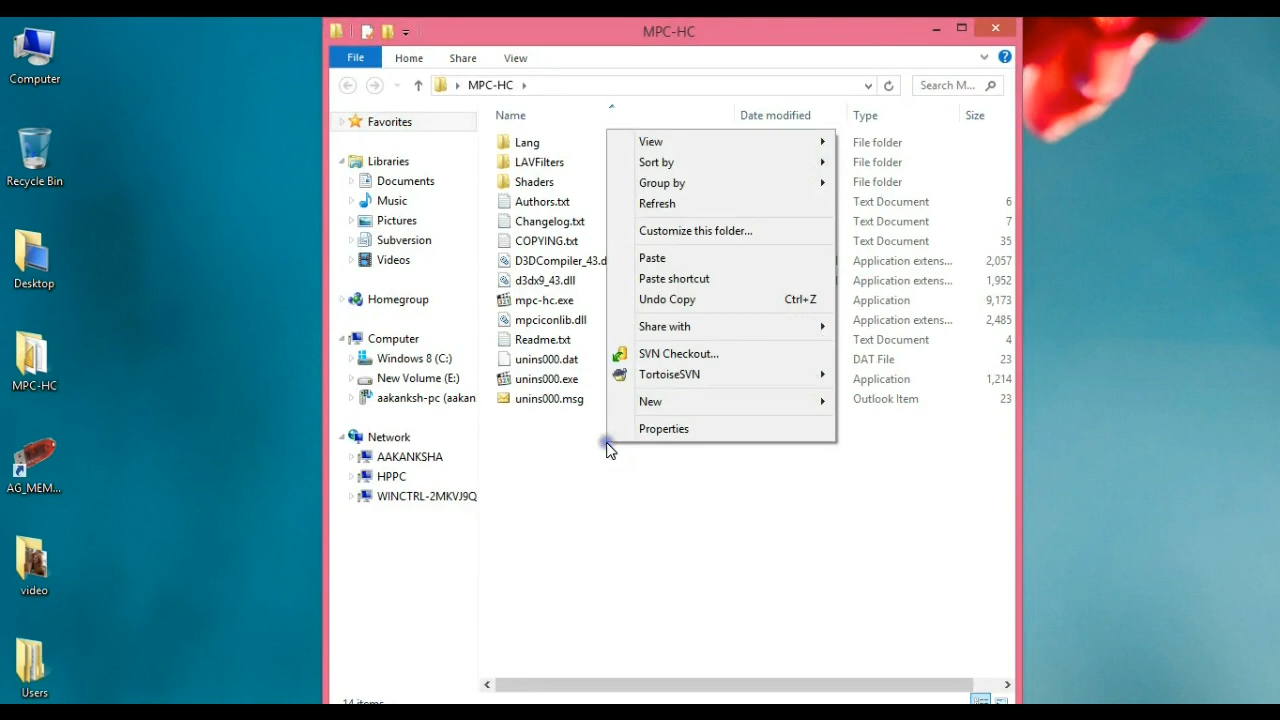 MPC-HC
File Home Share View
MPC-HC
Search M...
Name Date modified Type Size
Computer
Recycle Bin
Desktop
MPC-HC
AG_MEM...
video
Users
Favorites
Libraries
Documents
Music
Pictures
Subversion
Videos
Homegroup
Computer
Windows 8 (C:)
New Volume (E:)
aakanksh-pc (aakan
Network
AAKANKSHA
HPPC
WINCTRL-2MKVJ9Q
Lang File folder
LAVFilters File folder
Shaders File folder
Authors.txt Text Document 6
Changelog.txt Text Document 7
COPYING.txt Text Document 35
D3DCompiler_43.d Application extens... 2,057
d3dx9_43.dll Application extens... 1,952
mpc-hc.exe Application 9,173
mpciconlib.dll Application extens... 2,485
Readme.txt Text Document 4
unins000.dat DAT File 23
unins000.exe Application 1,214
unins000.msg Outlook Item 23
View
Sort by
Group by
Refresh
Customize this folder...
Paste
Paste shortcut
Undo Copy Ctrl+Z
Share with
SVN Checkout...
TortoiseSVN
New
Properties
14 items